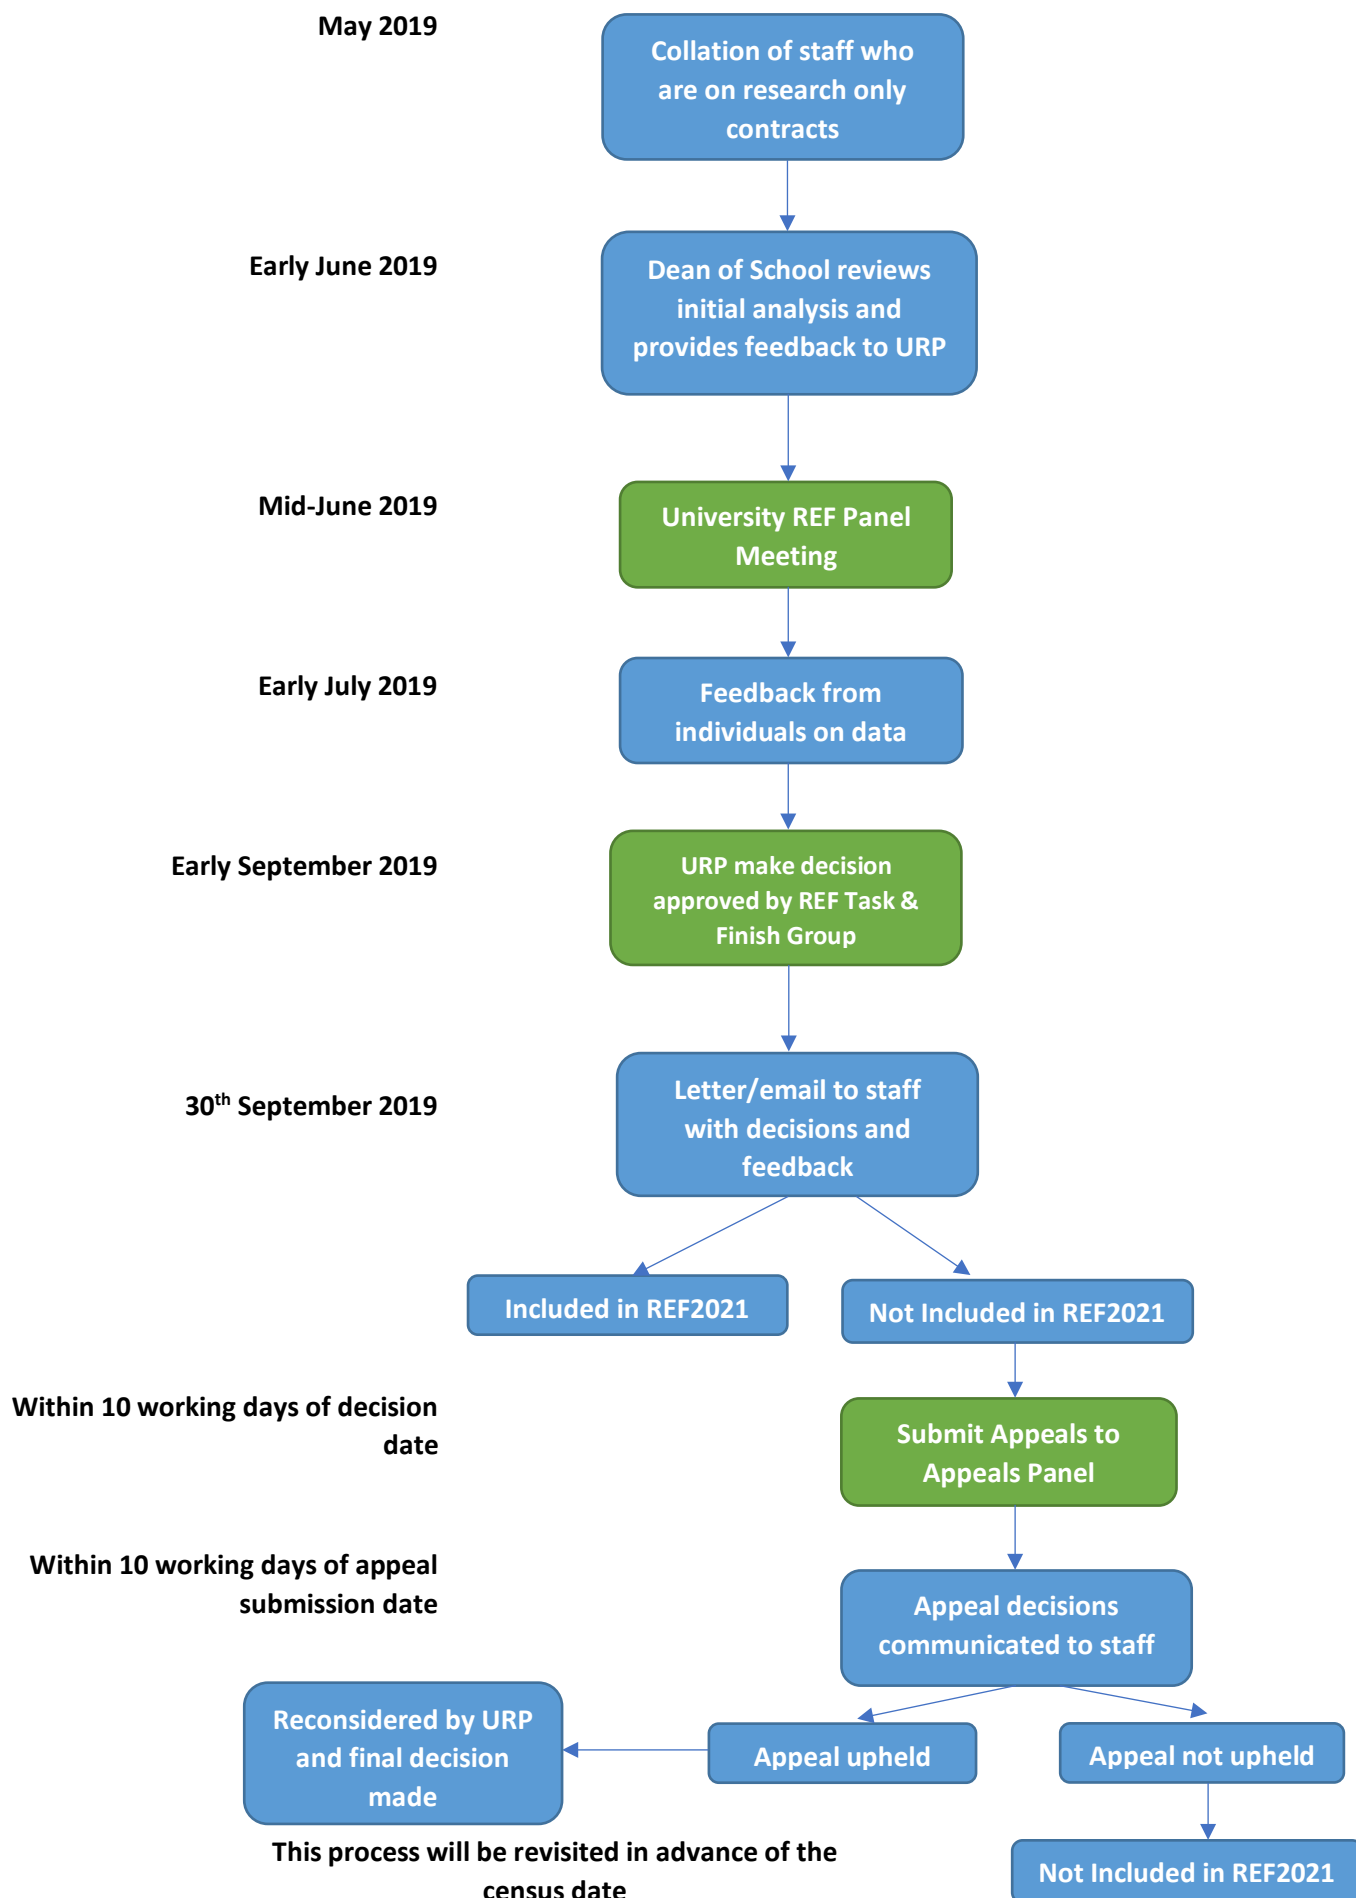 May 2019
Collation of staff who
are on research only
contracts
Early June 2019
Dean of School reviews
initial analysis and
provides feedback to URP
Mid-June 2019
University REF Panel
Meeting
Early July 2019
Feedback from
individuals on data
Early September 2019
URP make decision
approved by REF Task &
Finish Group
30th September 2019
Letter/email to staff
with decisions and
feedback
Included in REF2021
Not Included in REF2021
Within 10 working days of decision
date
Submit Appeals to
Appeals Panel
Within 10 working days of appeal
submission date
Appeal decisions
communicated to staff
Reconsidered by URP
and final decision
made
Appeal upheld
Appeal not upheld
This process will be revisited in advance of the
census date
Not Included in REF2021